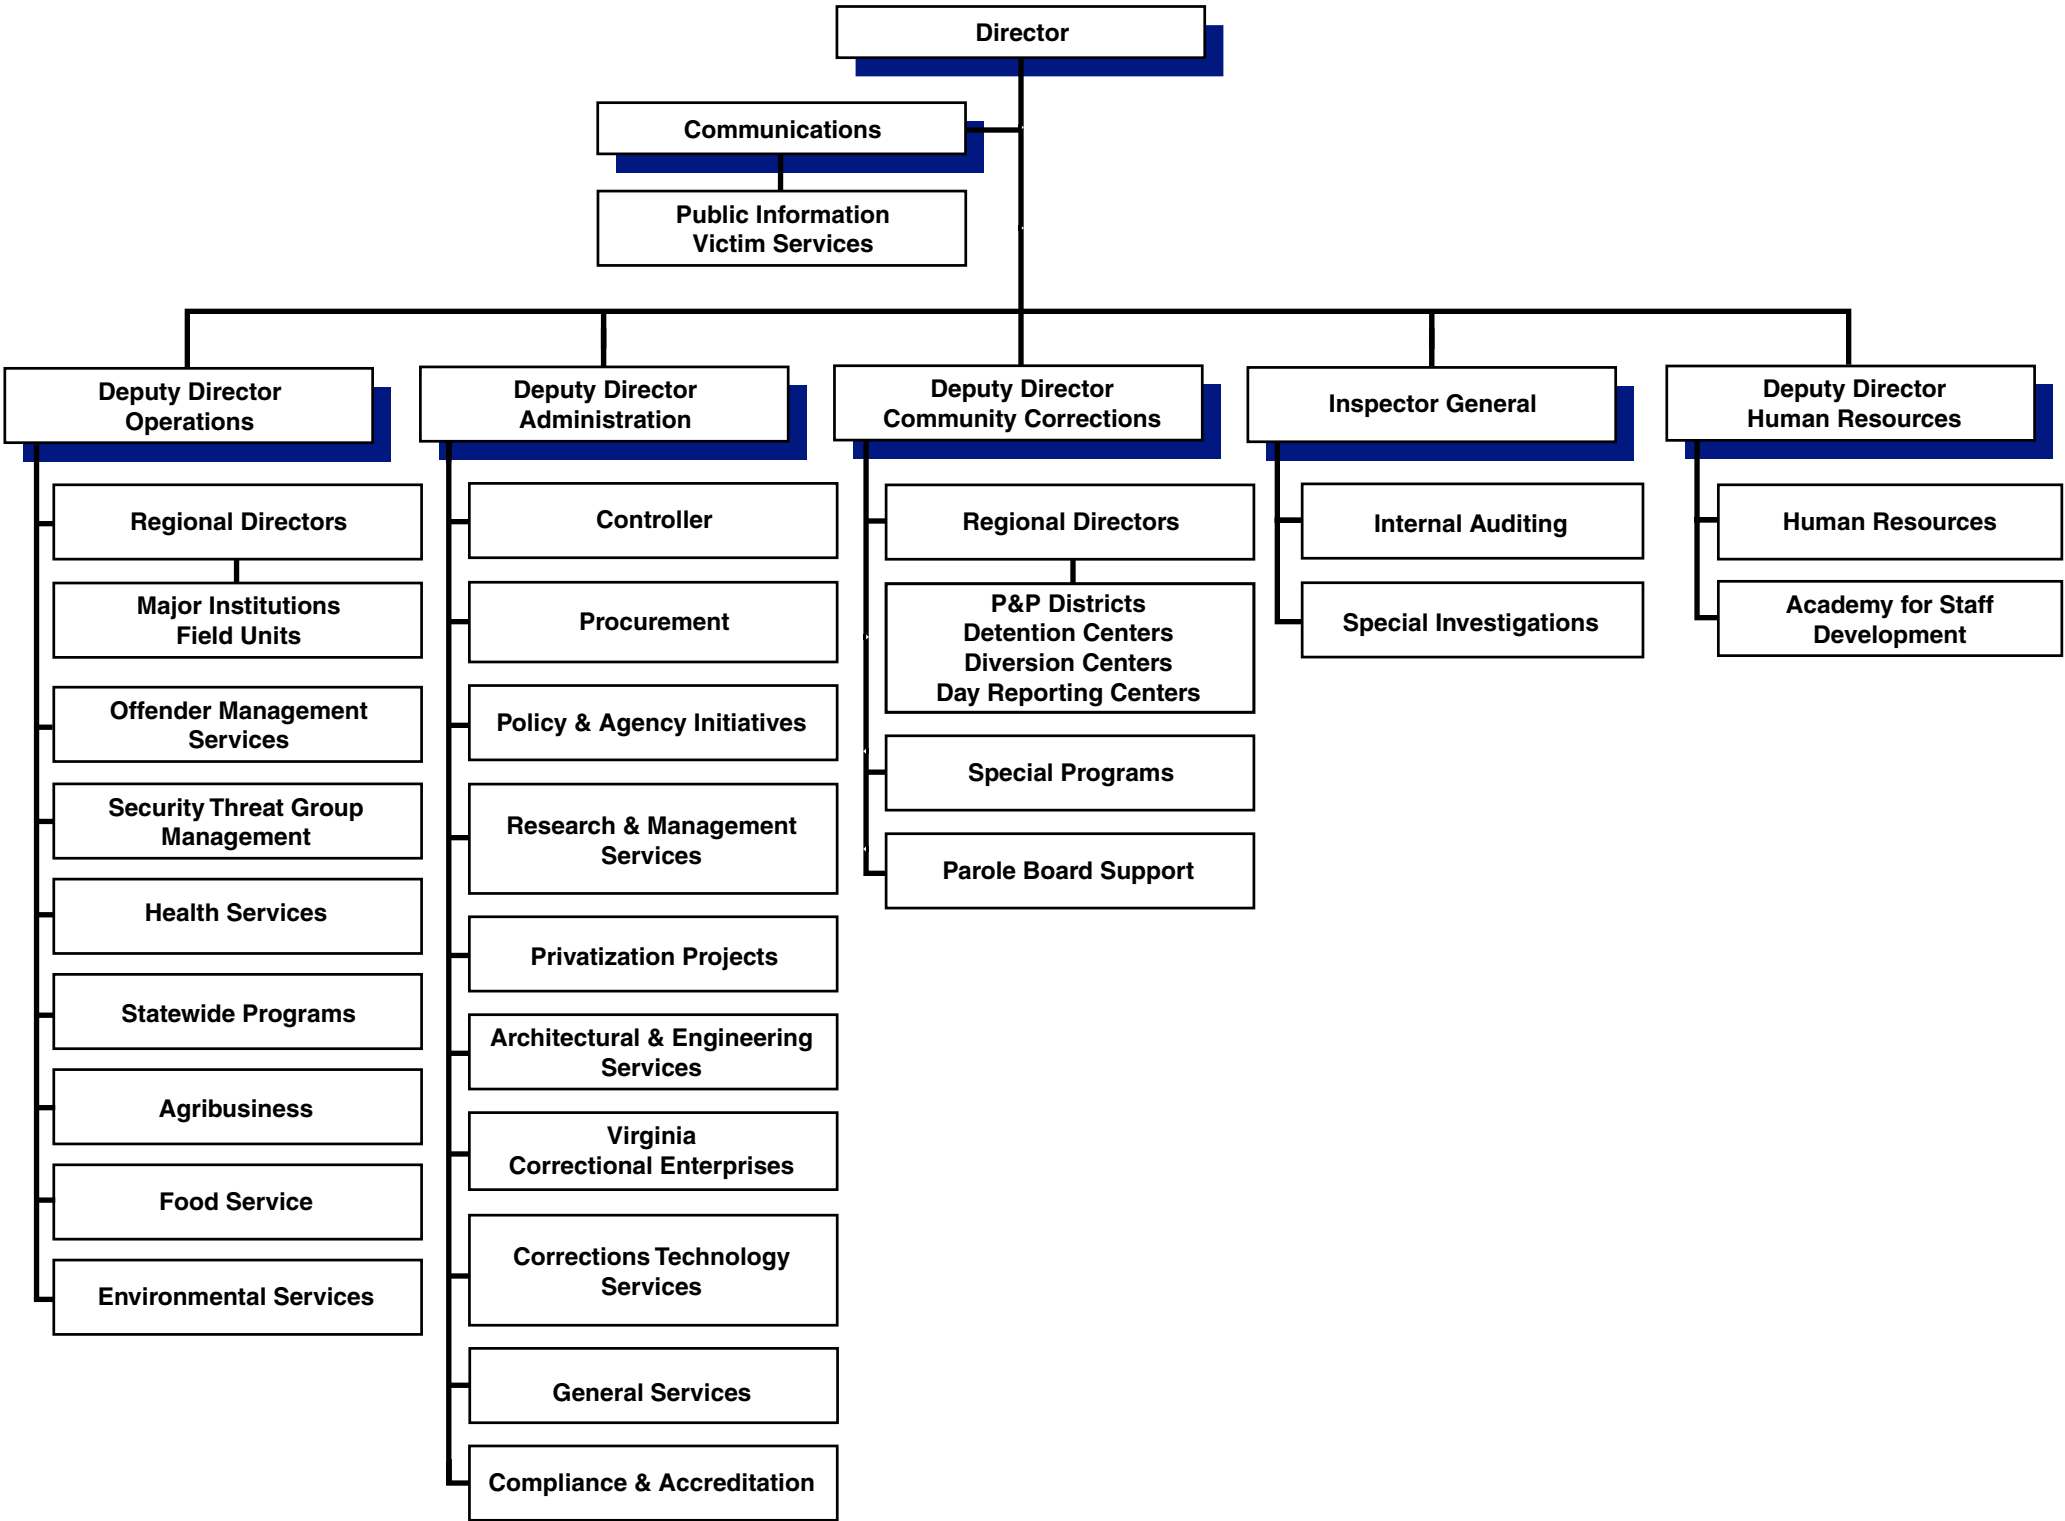 Director
Communications
Public Information
Victim Services
Deputy Director
Operations
Regional Directors
Major Institutions
Field Units
Offender Management
Services
Security Threat Group
Management
Health Services
Statewide Programs
Agribusiness
Food Service
Environmental Services
Deputy Director
Administration
Controller
Procurement
Policy & Agency Initiatives
Research & Management
Services
Privatization Projects
Architectural & Engineering
Services
Virginia
Correctional Enterprises
Corrections Technology
Services
General Services
Compliance & Accreditation
Deputy Director
Community Corrections
Regional Directors
P&P Districts
Detention Centers
Diversion Centers
Day Reporting Centers
Special Programs
Parole Board Support
Inspector General
Internal Auditing
Special Investigations
Deputy Director
Human Resources
Human Resources
Academy for Staff
Development